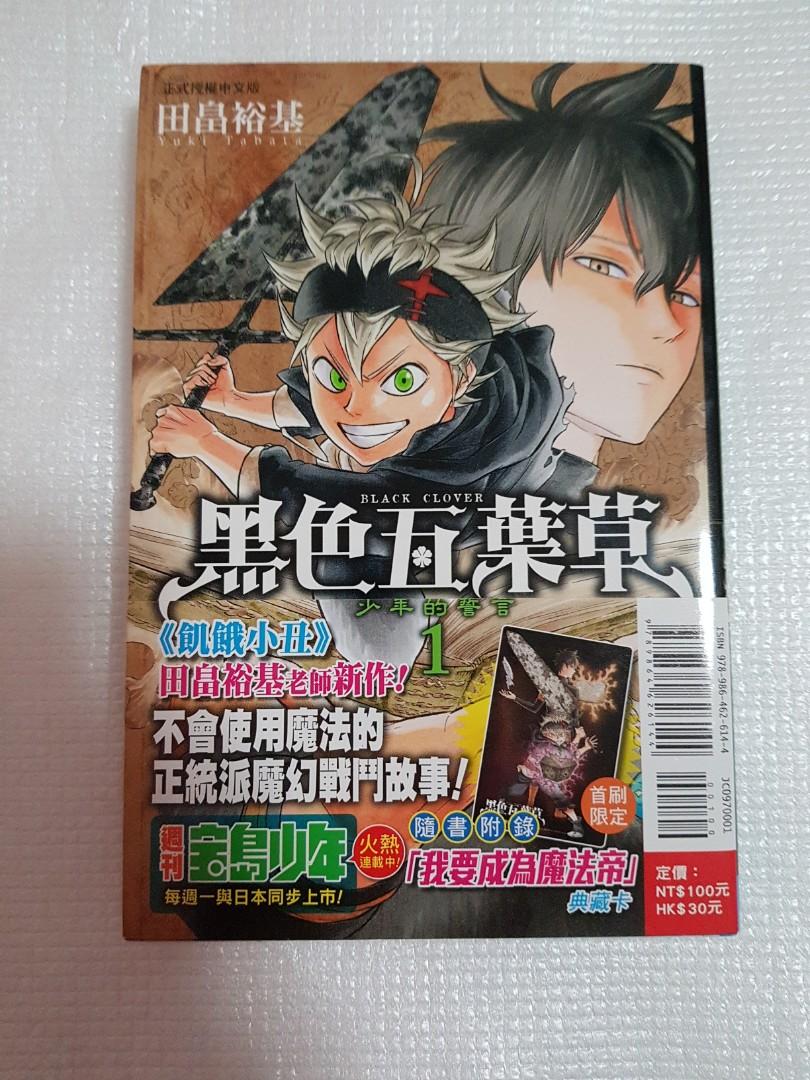 正式授權中文版
田畠裕基
Yuki Tabata
BLACK CLOVER
黑色五葉草
少年的誓言
1
《飢餓小丑》
田畠裕基老師新作!
不會使用魔法的
正統派魔幻戰鬥故事!
週刊
宝島少年
火熱
連載中!
每週一與日本同步上市!
黑色五葉草
首刷
限定
隨書附錄
「我要成為魔法帝」
典藏卡
ISBN 978-986-462-614-4
9789864626144
00100
JC0970001
定價:
NT$100元
HK$30元